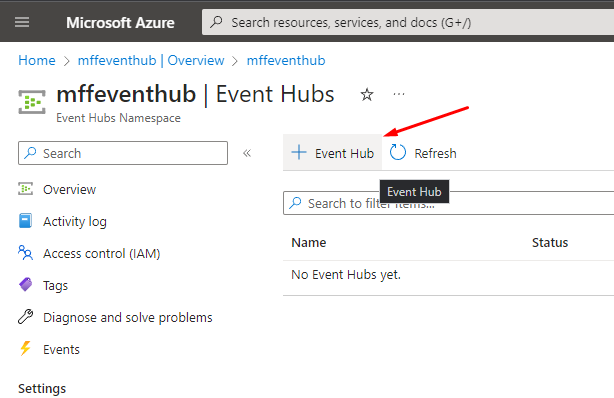 Microsoft Azure
Search resources, services, and docs (G+/)
Home > mffeventhub | Overview > mffeventhub
mffeventhub | Event Hubs
Event Hubs Namespace
Search
+ Event Hub
Refresh
Event Hub
Search to filter items...
Name
Status
No Event Hubs yet.
Overview
Activity log
Access control (IAM)
Tags
Diagnose and solve problems
Events
Settings